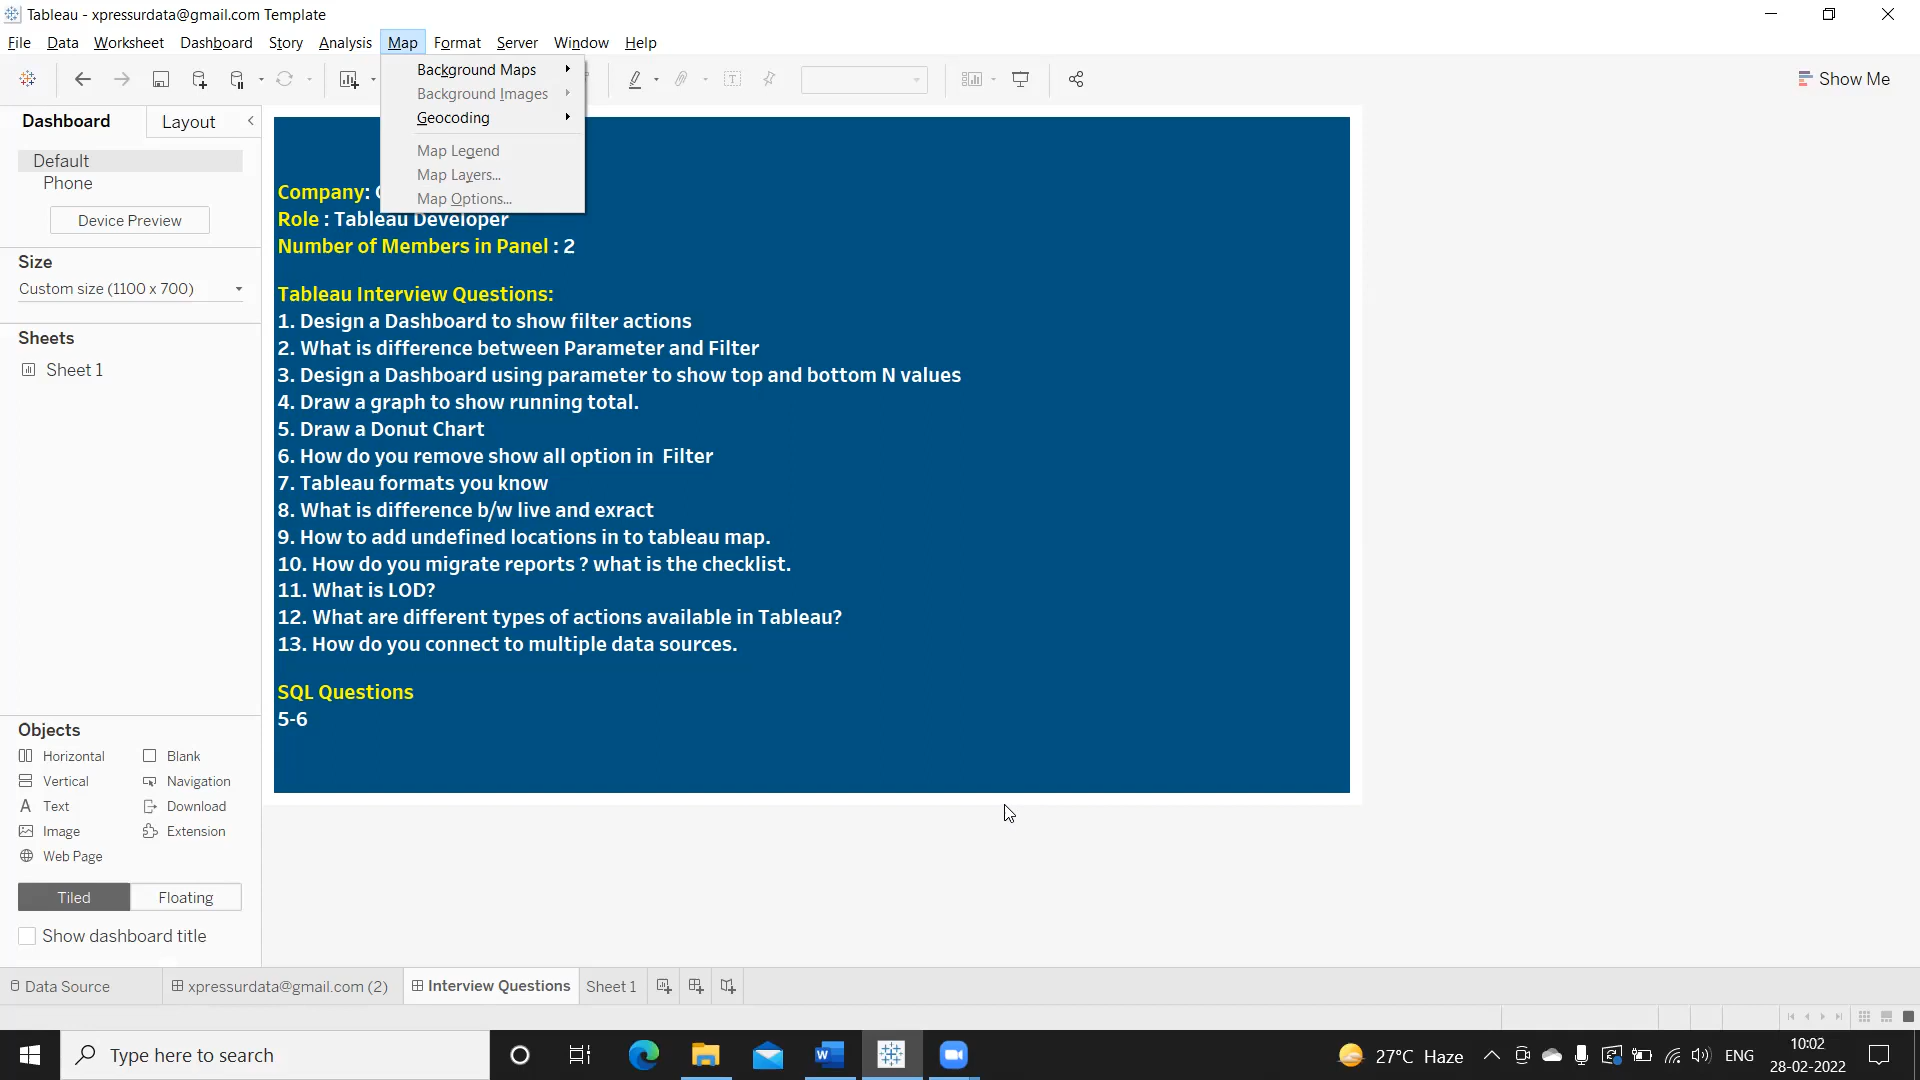 Tableau - xpressurdata@gmail.com Template
File Data Worksheet Dashboard Story Analysis Map Format Server Window Help
Show Me
Background Maps
Background Images
Geocoding
Map Legend
Map Layers...
Map Options...
Dashboard Layout
Default
Phone
Device Preview
Size
Custom size (1100 x 700)
Sheets
Sheet 1
Company:
Role : Tableau Developer
Number of Members in Panel : 2
Tableau Interview Questions:
1. Design a Dashboard to show filter actions
2. What is difference between Parameter and Filter
3. Design a Dashboard using parameter to show top and bottom N values
4. Draw a graph to show running total.
5. Draw a Donut Chart
6. How do you remove show all option in  Filter
7. Tableau formats you know
8. What is difference b/w live and exract
9. How to add undefined locations in to tableau map.
10. How do you migrate reports ? what is the checklist.
11. What is LOD?
12. What are different types of actions available in Tableau?
13. How do you connect to multiple data sources.
SQL Questions
5-6
Objects
Horizontal Blank
Vertical Navigation
Text Download
Image Extension
Web Page
Tiled Floating
Show dashboard title
Data Source xpressurdata@gmail.com (2) Interview Questions Sheet 1
Type here to search
27°C Haze
ENG
10:02
28-02-2022